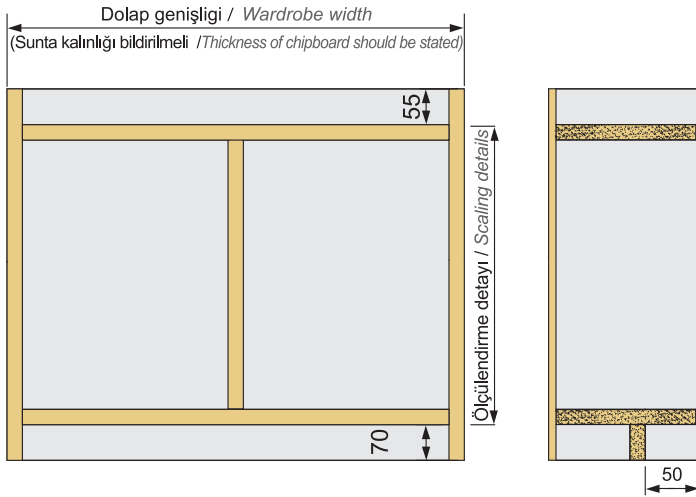 Dolap genişligi / Wardrobe width
(Sunta kalınlığı bildirilmeli /Thickness of chipboard should be stated)
55
Ölçülendirme detayı / Scaling details
70
50